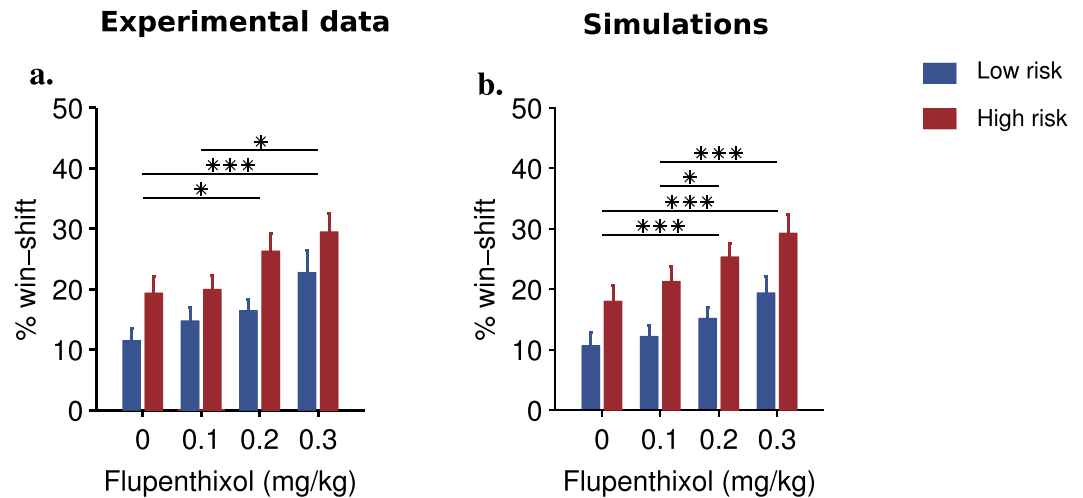 Experimental data
Simulations
Low risk
High risk
a.
50
40
30
20
10
0
% win−shift
*
***
*
0 0.1 0.2 0.3
Flupenthixol (mg/kg)
b.
50
40
30
20
10
0
% win−shift
***
*
***
***
0 0.1 0.2 0.3
Flupenthixol (mg/kg)